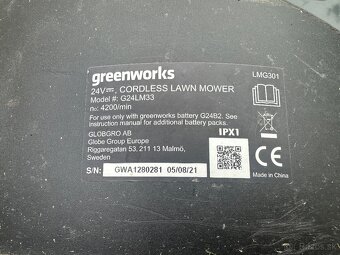 greenworks
24V⎓, CORDLESS LAWN MOWER
LMG301
Model #: G24LM33
n₀: 4200/min
For use only with greenworks battery G24B2. See
instruction manual for additional battery packs.
GLOBGRO AB
Globe Group Europe
Riggaregatan 53, 211 13 Malmö,
Sweden
IPX1
CE
Made in China
S/N: GWA1280281 05/08/21